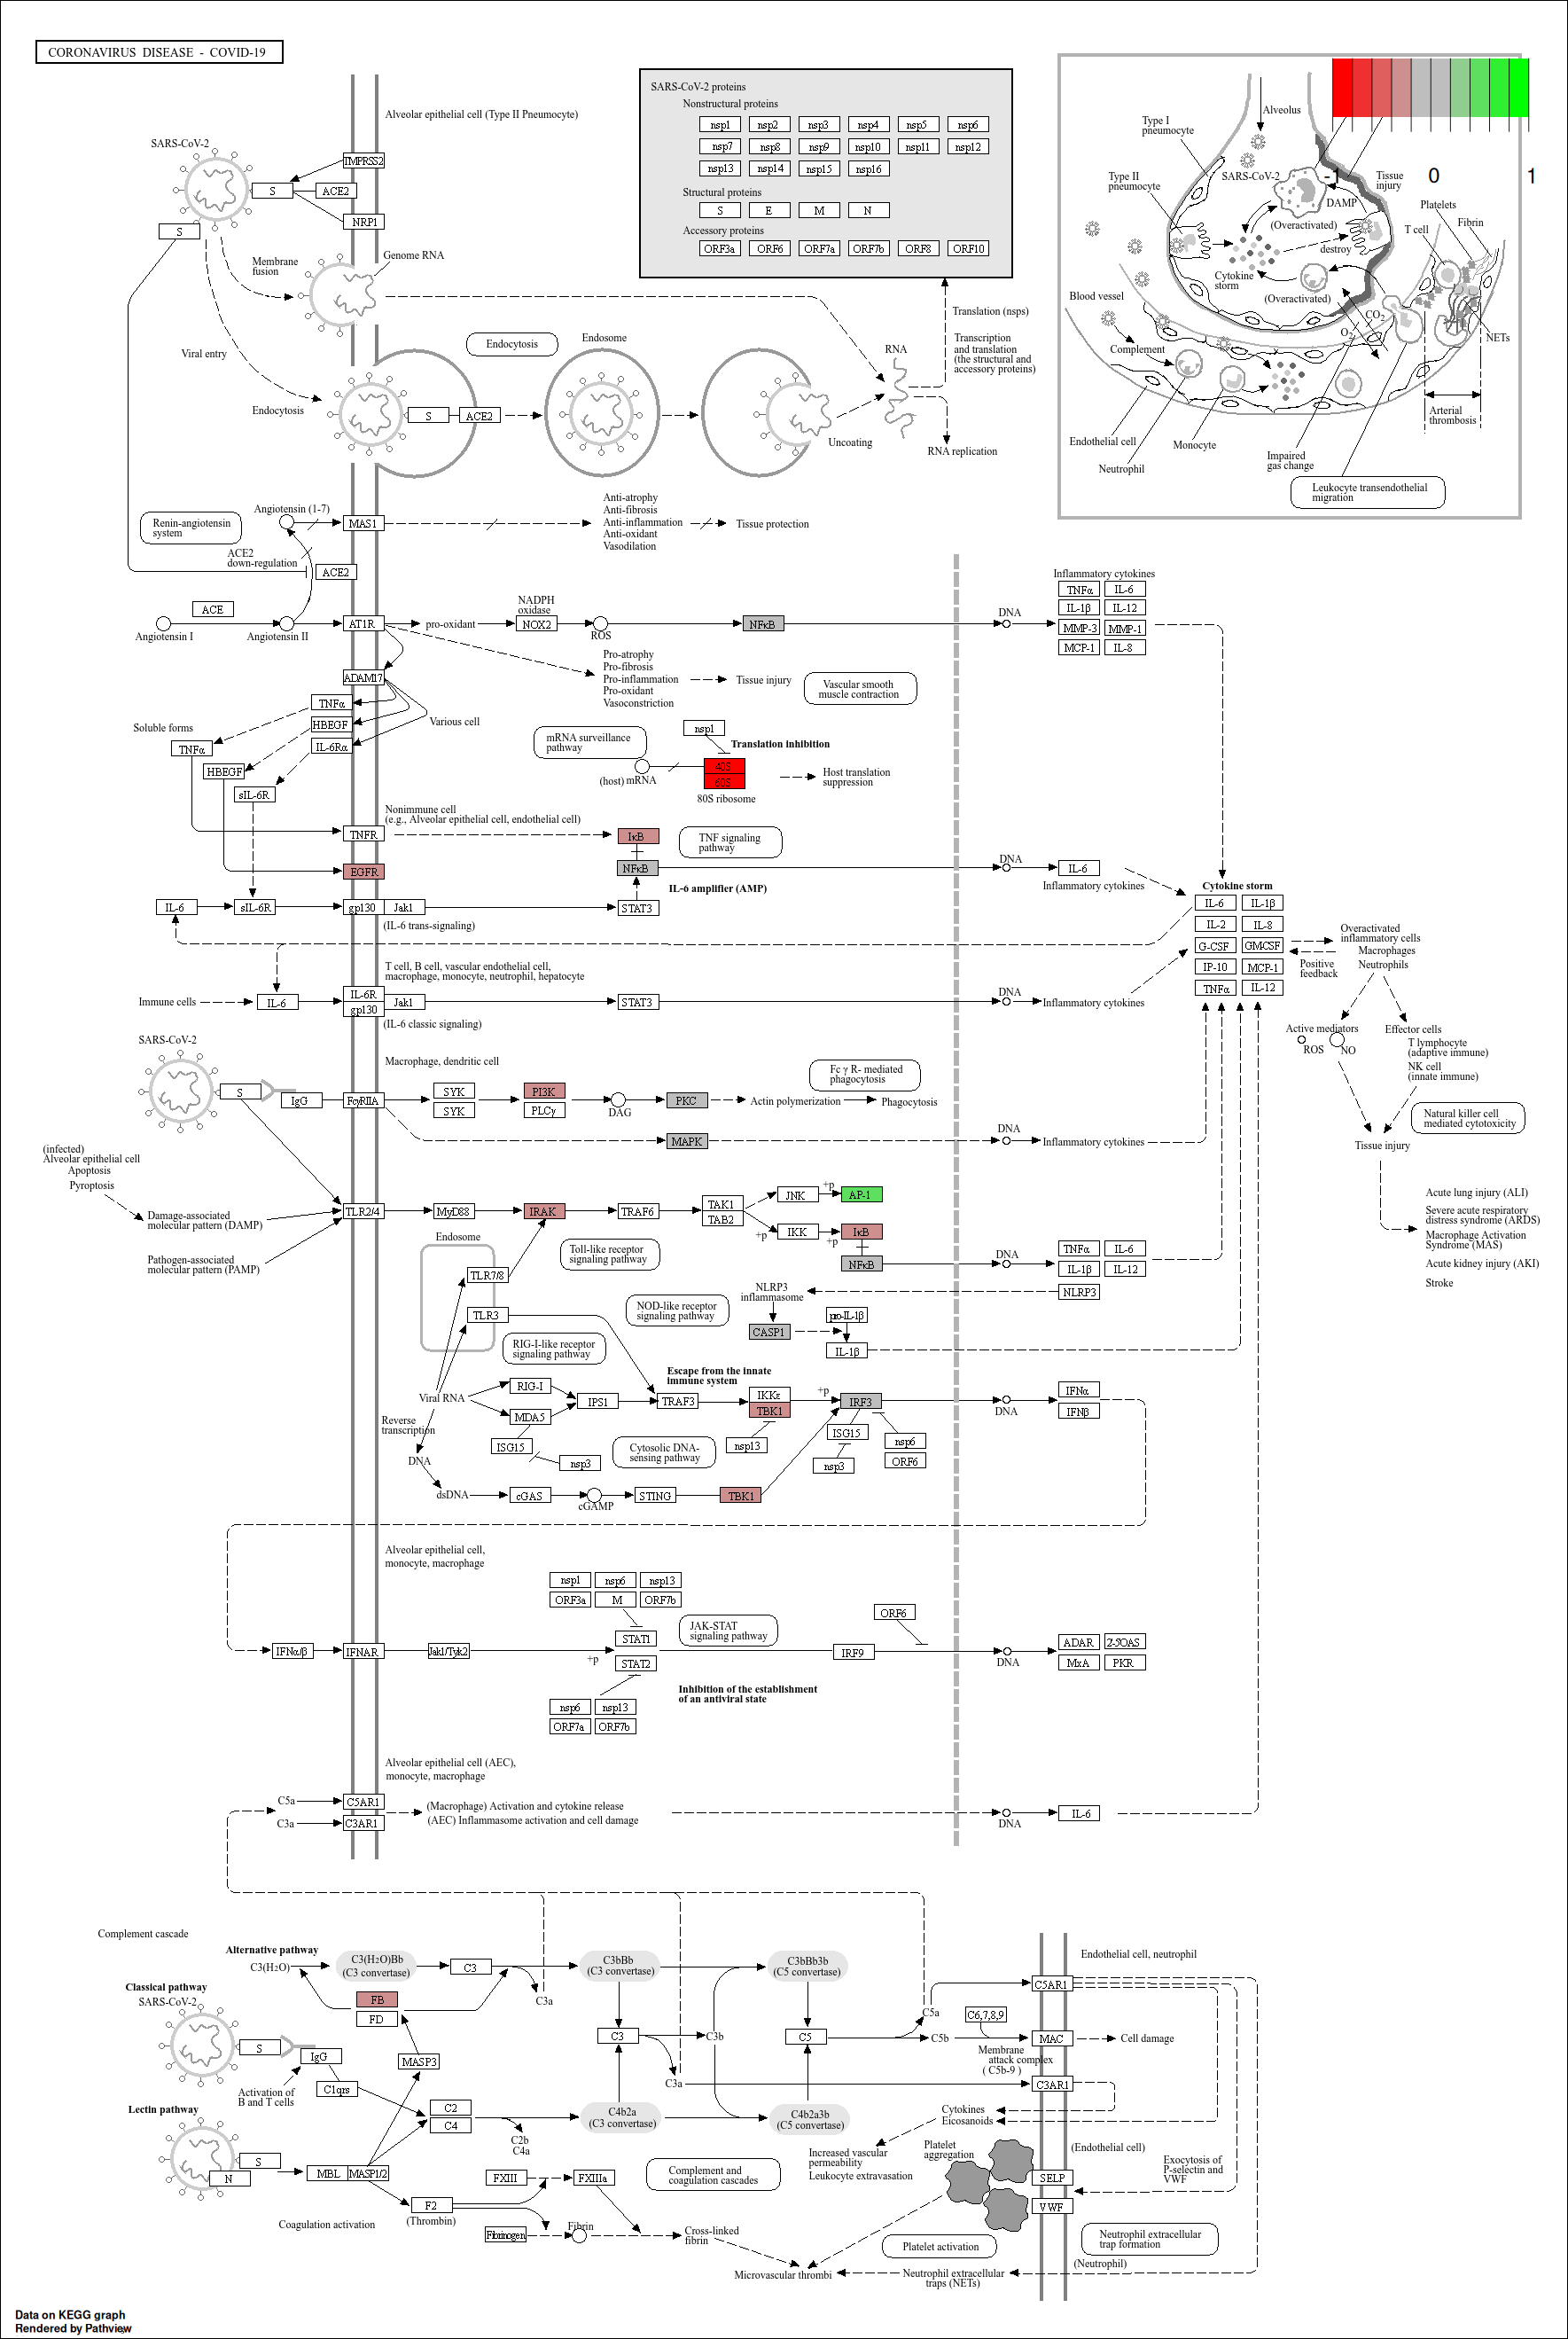 CORONAVIRUS DISEASE - COVID-19
Alveolar epithelial cell (Type II Pneumocyte)
SARS-CoV-2
TMPRSS2
S
ACE2
NRP1
S
Membrane
fusion
Genome RNA
Viral entry
Endocytosis
Endocytosis
Endosome
S
ACE2
Uncoating
RNA
RNA replication
Translation (nsps)
Transcription
and translation
(the structural and
accessory proteins)
SARS-CoV-2 proteins
Nonstructural proteins
nsp1 nsp2 nsp3 nsp4 nsp5 nsp6
nsp7 nsp8 nsp9 nsp10 nsp11 nsp12
nsp13 nsp14 nsp15 nsp16
Structural proteins
S E M N
Accessory proteins
ORF3a ORF6 ORF7a ORF7b ORF8 ORF10
-1 0 1
Alveolus
Type I
pneumocyte
Type II
pneumocyte
SARS-CoV-2
DAMP
Tissue
injury
(Overactivated)
destroy
Cytokine
storm
(Overactivated)
Platelets
Fibrin
T cell
Blood vessel
Complement
O2
CO2
NETs
Endothelial cell
Neutrophil
Monocyte
Impaired
gas change
Arterial
thrombosis
Leukocyte transendothelial
migration
Renin-angiotensin
system
Angiotensin (1-7)
MAS1
Anti-atrophy
Anti-fibrosis
Anti-inflammation
Anti-oxidant
Vasodilation
Tissue protection
ACE2
down-regulation
ACE2
ACE
Angiotensin I
Angiotensin II
AT1R
pro-oxidant
NADPH
oxidase
NOX2
ROS
NFκB
DNA
Inflammatory cytokines
TNFα IL-6
IL-1β IL-12
MMP-3 MMP-1
MCP-1 IL-8
Pro-atrophy
Pro-fibrosis
Pro-inflammation
Pro-oxidant
Vasoconstriction
Tissue injury
Vascular smooth
muscle contraction
ADAM17
TNFα
HBEGF
IL-6Rα
Various cell
Soluble forms
TNFα
HBEGF
sIL-6R
mRNA surveillance
pathway
nsp1
Translation inhibition
(host) mRNA
40S
60S
80S ribosome
Host translation
suppression
Nonimmune cell
(e.g., Alveolar epithelial cell, endothelial cell)
TNFR
IκB
TNF signaling
pathway
EGFR
NFκB
IL-6 amplifier (AMP)
DNA
IL-6
Inflammatory cytokines
IL-6
sIL-6R
gp130
Jak1
STAT3
(IL-6 trans-signaling)
Cytokine storm
IL-6 IL-1β
IL-2 IL-8
G-CSF GMCSF
IP-10 MCP-1
TNFα IL-12
Positive
feedback
Overactivated
inflammatory cells
Macrophages
Neutrophils
T cell, B cell, vascular endothelial cell,
macrophage, monocyte, neutrophil, hepatocyte
Immune cells
IL-6
IL-6R
gp130
Jak1
STAT3
(IL-6 classic signaling)
DNA
Inflammatory cytokines
Active mediators
ROS
NO
Effector cells
T lymphocyte
(adaptive immune)
NK cell
(innate immune)
Natural killer cell
mediated cytotoxicity
Tissue injury
SARS-CoV-2
Macrophage, dendritic cell
S
IgG
FcγRIIA
SYK
SYK
PI3K
PLCγ
DAG
PKC
Actin polymerization
Phagocytosis
Fc γ R- mediated
phagocytosis
MAPK
DNA
Inflammatory cytokines
(infected)
Alveolar epithelial cell
Apoptosis
Pyroptosis
Damage-associated
molecular pattern (DAMP)
Pathogen-associated
molecular pattern (PAMP)
TLR2/4
MyD88
IRAK
TRAF6
TAK1
TAB2
JNK
+p
AP-1
IKK
+p
+p
IκB
NFκB
DNA
TNFα IL-6
IL-1β IL-12
NLRP3
Acute lung injury (ALI)
Severe acute respiratory
distress syndrome (ARDS)
Macrophage Activation
Syndrome (MAS)
Acute kidney injury (AKI)
Stroke
Endosome
TLR7/8
TLR3
Toll-like receptor
signaling pathway
NOD-like receptor
signaling pathway
RIG-I-like receptor
signaling pathway
NLRP3
inflammasome
CASP1
pro-IL-1β
IL-1β
Escape from the innate
immune system
Viral RNA
RIG-I
MDA5
IPS1
TRAF3
IKKε
TBK1
+p
IRF3
DNA
IFNα
IFNβ
Reverse
transcription
ISG15
nsp3
Cytosolic DNA-
sensing pathway
nsp13
ISG15
nsp3
nsp6
ORF6
DNA
dsDNA
cGAS
cGAMP
STING
TBK1
Alveolar epithelial cell,
monocyte, macrophage
nsp1 nsp6 nsp13
ORF3a M ORF7b
STAT1
STAT2
+p
JAK-STAT
signaling pathway
ORF6
IFNα/β
IFNAR
Jak1/Tyk2
IRF9
DNA
ADAR 2-5OAS
MxA PKR
nsp6 nsp13
ORF7a ORF7b
Inhibition of the establishment
of an antiviral state
Alveolar epithelial cell (AEC),
monocyte, macrophage
C5a
C3a
C5AR1
C3AR1
(Macrophage) Activation and cytokine release
(AEC) Inflammasome activation and cell damage
DNA
IL-6
Complement cascade
Alternative pathway
C3(H2O)
C3(H2O)Bb
(C3 convertase)
C3
C3a
C3bBb
(C3 convertase)
C3bBb3b
(C5 convertase)
Endothelial cell, neutrophil
C5AR1
Classical pathway
SARS-CoV-2
FB
FD
S
IgG
MASP3
C1qrs
Activation of
B and T cells
C3
C3b
C3a
C5
C5a
C5b
C6,7,8,9
Membrane
attack complex
( C5b-9 )
MAC
Cell damage
C3AR1
Lectin pathway
C2
C4
C2b
C4a
C4b2a
(C3 convertase)
C4b2a3b
(C5 convertase)
Cytokines
Eicosanoids
Increased vascular
permeability
Leukocyte extravasation
Platelet
aggregation
(Endothelial cell)
Exocytosis of
P-selectin and
VWF
SELP
VWF
S
N
MBL
MASP1/2
F2
(Thrombin)
Coagulation activation
FXIII
FXIIIa
Fibrinogen
Fibrin
Cross-linked
fibrin
Complement and
coagulation cascades
Platelet activation
Neutrophil extracellular
trap formation
(Neutrophil)
Microvascular thrombi
Neutrophil extracellular
traps (NETs)
Data on KEGG graph
Rendered by Pathview